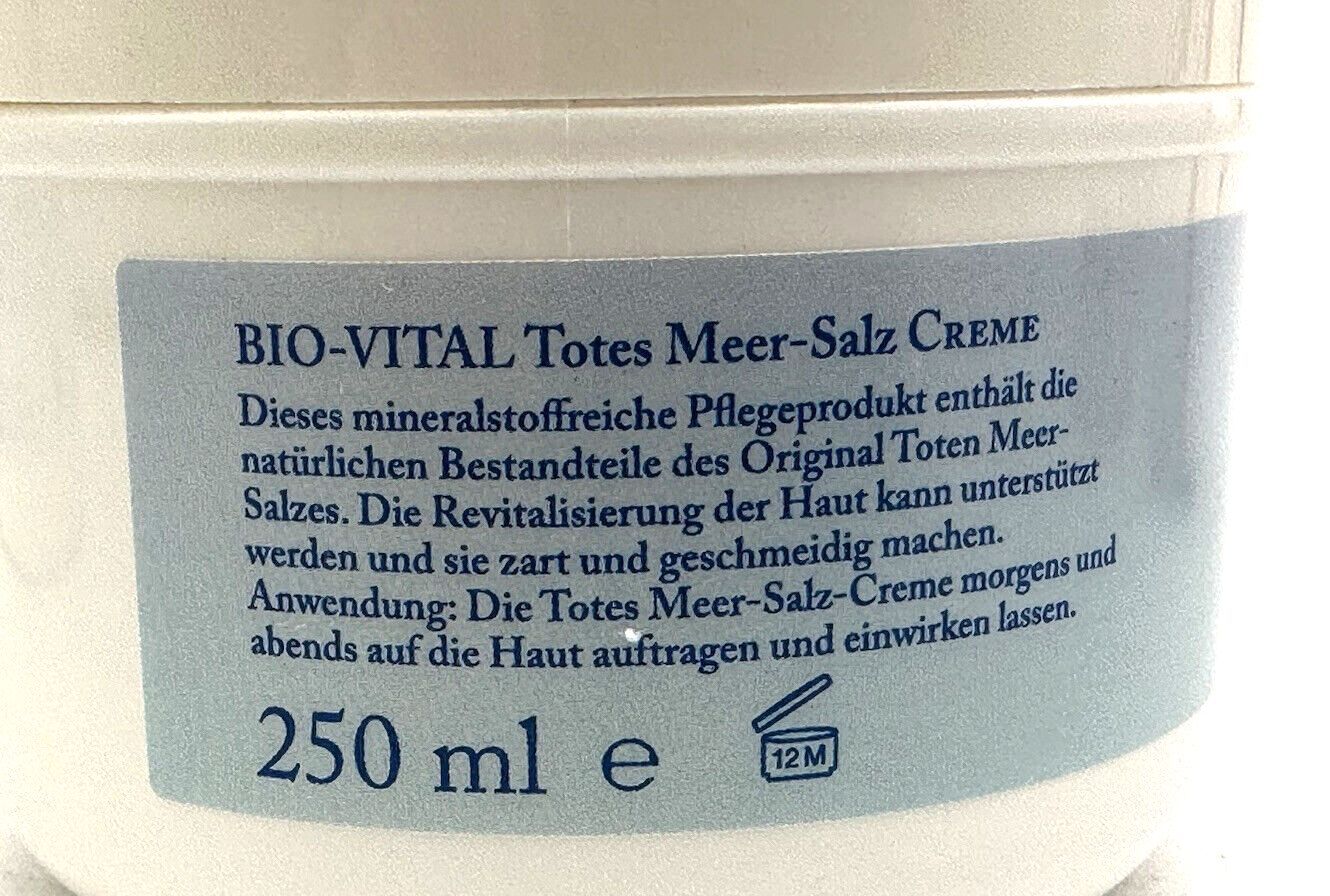 BIO-VITAL Totes Meer-Salz CREME
Dieses mineralstoffreiche Pflegeprodukt enthält die
natürlichen Bestandteile des Original Toten Meer-
Salzes. Die Revitalisierung der Haut kann unterstützt
werden und sie zart und geschmeidig machen.
Anwendung: Die Totes Meer-Salz-Creme morgens und
abends auf die Haut auftragen und einwirken lassen.
250 ml e 12 M